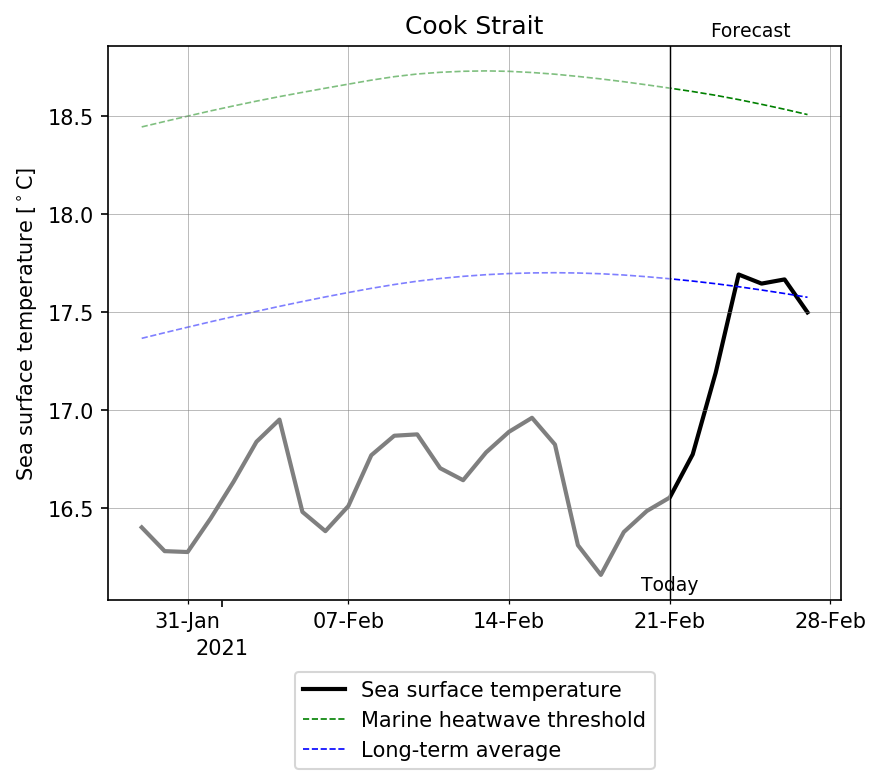 Cook Strait
Forecast
Sea surface temperature [°C]
18.5
18.0
17.5
17.0
16.5
Today
31-Jan
07-Feb
14-Feb
21-Feb
28-Feb
2021
Sea surface temperature
Marine heatwave threshold
Long-term average